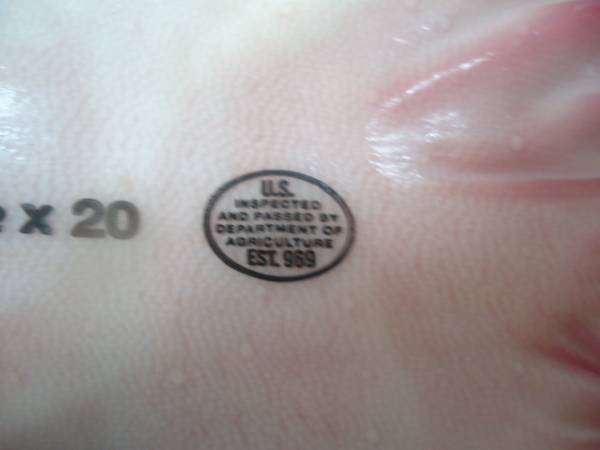 x 20
U.S.
INSPECTED
AND PASSED BY
DEPARTMENT OF
AGRICULTURE
EST. 969